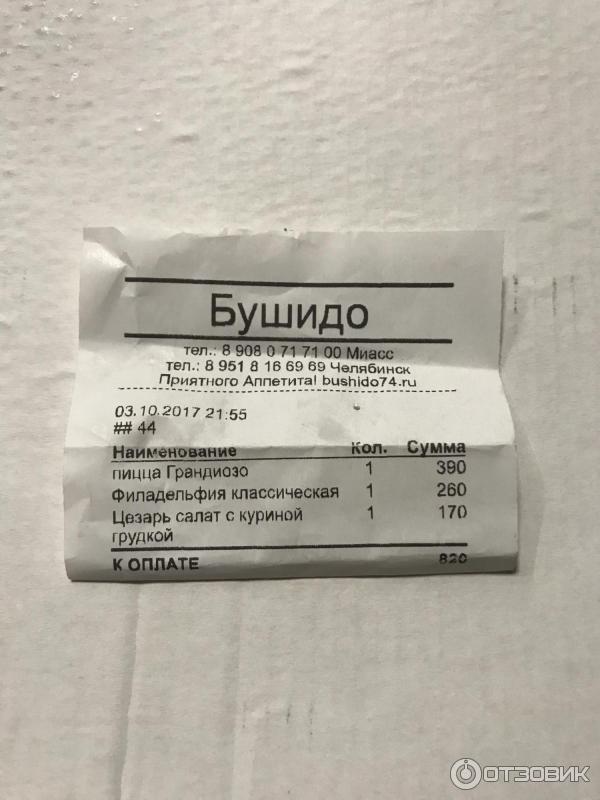 Бушидо
тел.: 8 908 0 71 71 00 Миасс
тел.: 8 951 8 16 69 69 Челябинск
Приятного Аппетита! bushido74.ru
03.10.2017 21:55
## 44
Наименование Кол. Сумма
пицца Грандиозо 1 390
Филадельфия классическая 1 260
Цезарь салат с куриной 1 170
грудкой
К ОПЛАТЕ 820
ОТЗОВИК